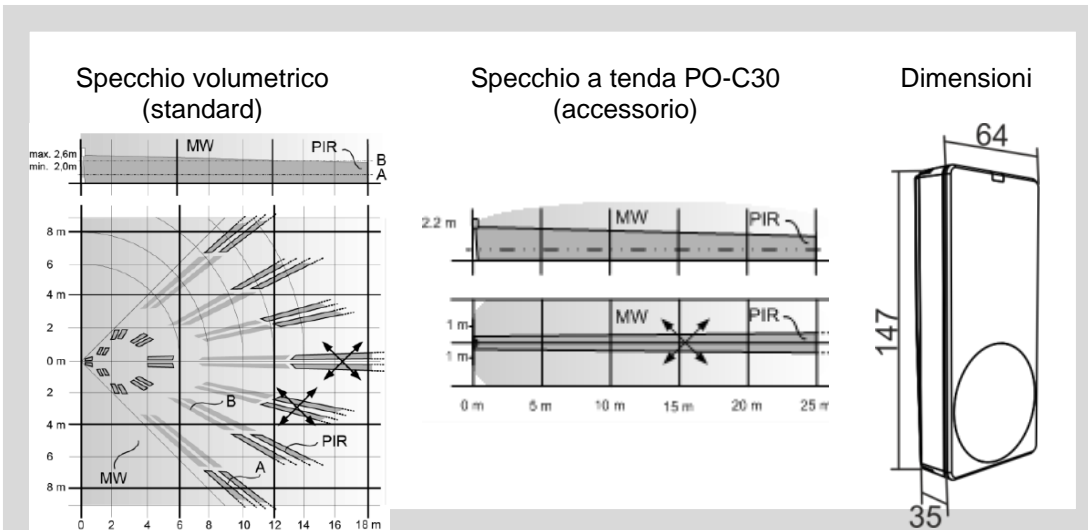 Specchio volumetrico
(standard)
MW
PIR
max. 2,6m
min. 2,0m
B
A
8 m
6
4 m
2
0 m
2
4 m
6
8 m
B
PIR
A
MW
0 2 4 6 8 10 12 14 16 18 m
Specchio a tenda PO-C30
(accessorio)
2.2 m
MW
PIR
1 m
1 m
MW
PIR
0 m 5 m 10 m 15 m 20 m 25 m
Dimensioni
64
147
35